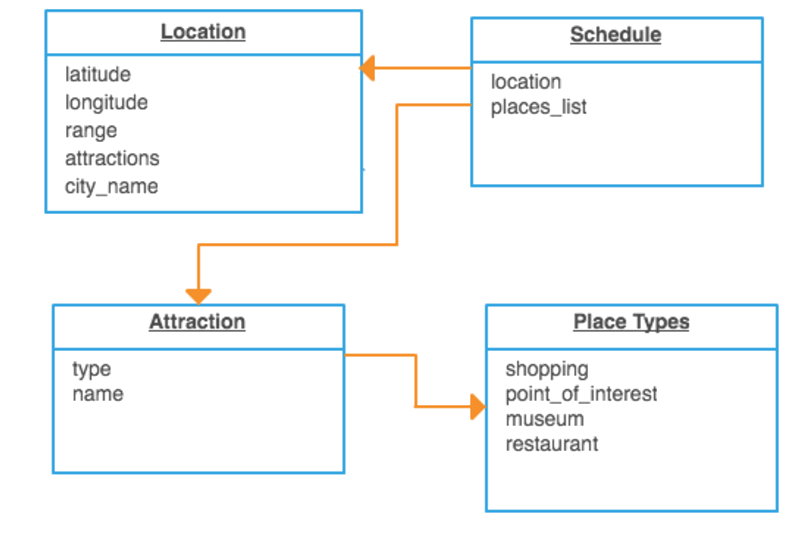 Location
latitude
longitude
range
attractions
city_name
Schedule
location
places_list
Attraction
type
name
Place Types
shopping
point_of_interest
museum
restaurant